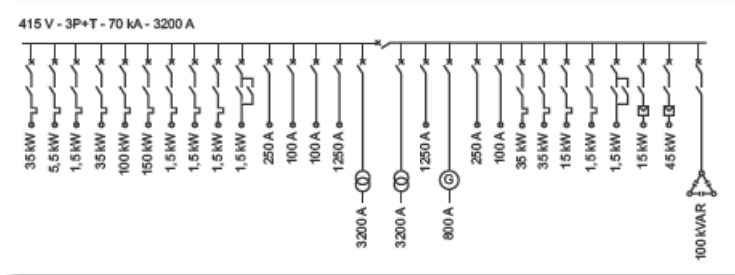 415 V - 3P+T - 70 kA - 3200 A
35 kW
5,5 kW
1,5 kW
35 kW
100 kW
150 kW
1,5 kW
1,5 kW
1,5 kW
1,5 kW
250 A
100 A
100 A
1250 A
3200 A
3200 A
1250 A
G
800 A
250 A
100 A
35 kW
35 kW
15 kW
1,5 kW
1,5 kW
15 kW
45 kW
100 kVAR